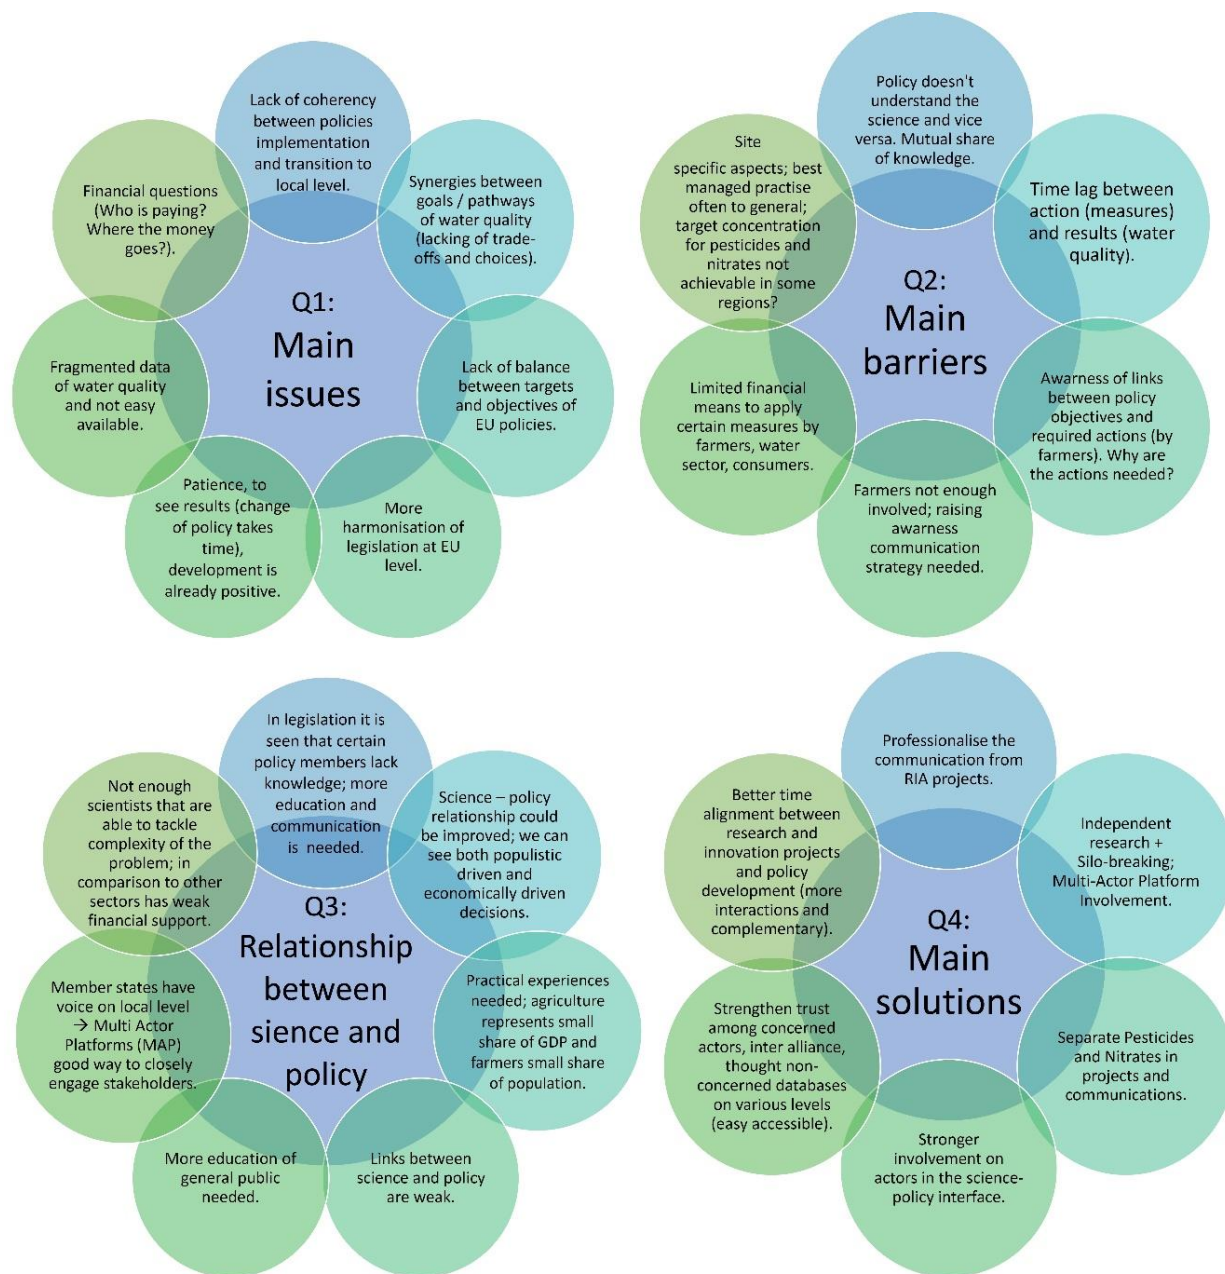 Q1:
Main
issues
Lack of coherency
between policies
implementation
and transition to
local level.
Synergies between
goals / pathways
of water quality
(lacking of trade-
offs and choices).
Lack of balance
between targets
and objectives of
EU policies.
More
harmonisation of
legislation at EU
level.
Patience, to
see results (change
of policy takes
time),
development is
already positive.
Fragmented data
of water quality
and not easy
available.
Financial questions
(Who is paying?
Where the money
goes?).
Q2:
Main
barriers
Policy doesn't
understand the
science and vice
versa. Mutual share
of knowledge.
Time lag between
action (measures)
and results (water
quality).
Awarness of links
between policy
objectives and
required actions (by
farmers). Why are
the actions needed?
Farmers not enough
involved; raising
awarness
communication
strategy needed.
Limited financial
means to apply
certain measures by
farmers, water
sector, consumers.
Site
specific aspects; best
managed practise
often to general;
target concentration
for pesticides and
nitrates not
achievable in some
regions?
Q3:
Relationship
between
sience and
policy
In legislation it is
seen that certain
policy members lack
knowledge; more
education and
communication
is needed.
Science – policy
relationship could
be improved; we can
see both populistic
driven and
economically driven
decisions.
Practical experiences
needed; agriculture
represents small
share of GDP and
farmers small share
of population.
Links between
science and policy
are weak.
More education of
general public
needed.
Member states have
voice on local level
→ Multi Actor
Platforms (MAP)
good way to closely
engage stakeholders.
Not enough
scientists that are
able to tackle
complexity of the
problem; in
comparison to other
sectors has weak
financial support.
Q4:
Main
solutions
Professionalise the
communication from
RIA projects.
Independent
research +
Silo-breaking;
Multi-Actor Platform
Involvement.
Separate Pesticides
and Nitrates in
projects and
communications.
Stronger
involvement on
actors in the science-
policy interface.
Strengthen trust
among concerned
actors, inter alliance,
thought non-
concerned databases
on various levels
(easy accessible).
Better time
alignment between
research and
innovation projects
and policy
development (more
interactions and
complementary).